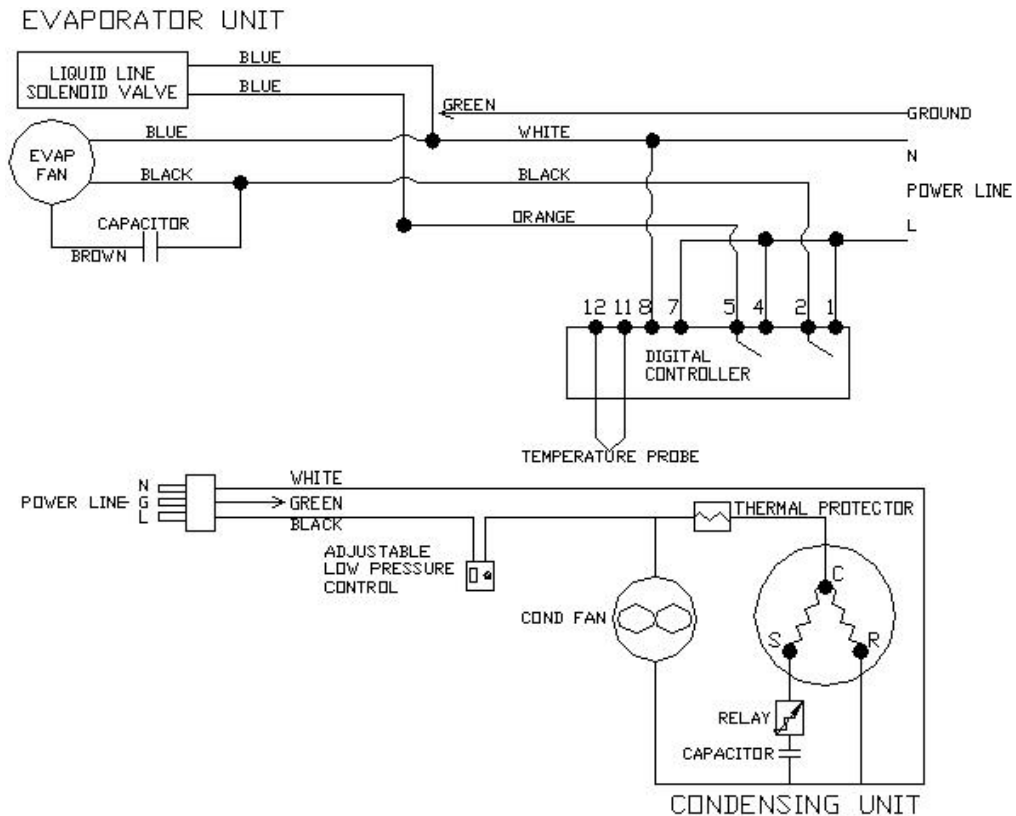 EVAPORATOR UNIT
LIQUID LINE
SOLENOID VALVE
BLUE
BLUE
GREEN
GROUND
BLUE
WHITE
N
EVAP
FAN
BLACK
BLACK
POWER LINE
CAPACITOR
ORANGE
L
BROWN
12 11 8 7 5 4 2 1
DIGITAL
CONTROLLER
TEMPERATURE PROBE
WHITE
N
POWER LINE G
GREEN
L
BLACK
THERMAL PROTECTOR
ADJUSTABLE
LOW PRESSURE
CONTROL
C
COND FAN
S
R
RELAY
CAPACITOR
CONDENSING UNIT